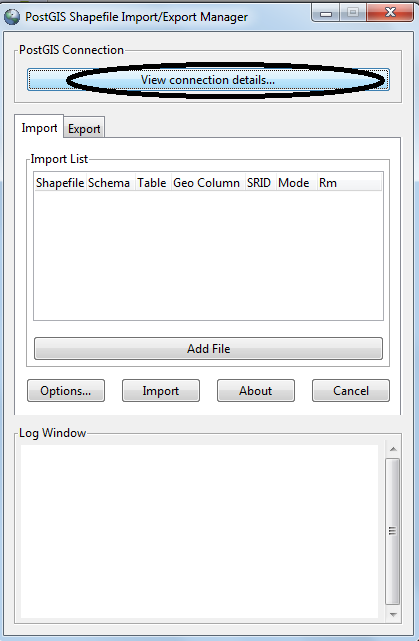 PostGIS Shapefile Import/Export Manager
PostGIS Connection
View connection details...
Import Export
Import List
Shapefile Schema Table Geo Column SRID Mode Rm
Add File
Options... Import About Cancel
Log Window